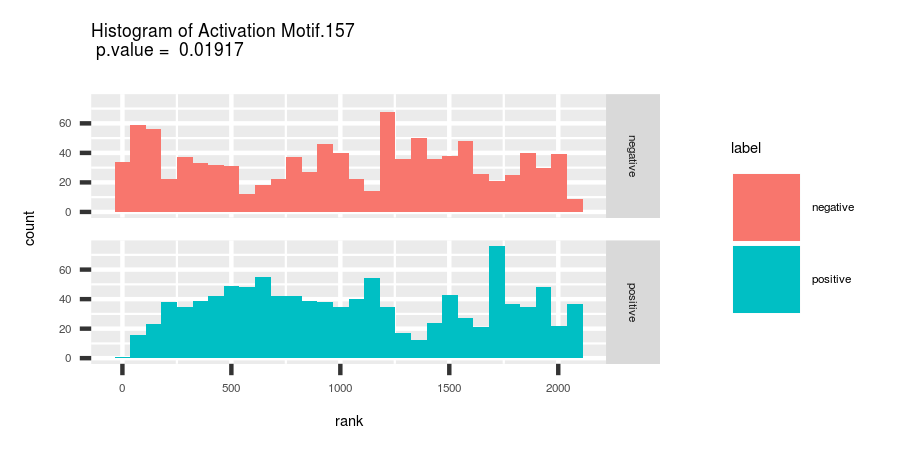 Histogram of Activation Motif.157
p.value = 0.01917
count
60
40
20
0
negative
60
40
20
0
positive
0 500 1000 1500 2000
rank
label
negative
positive